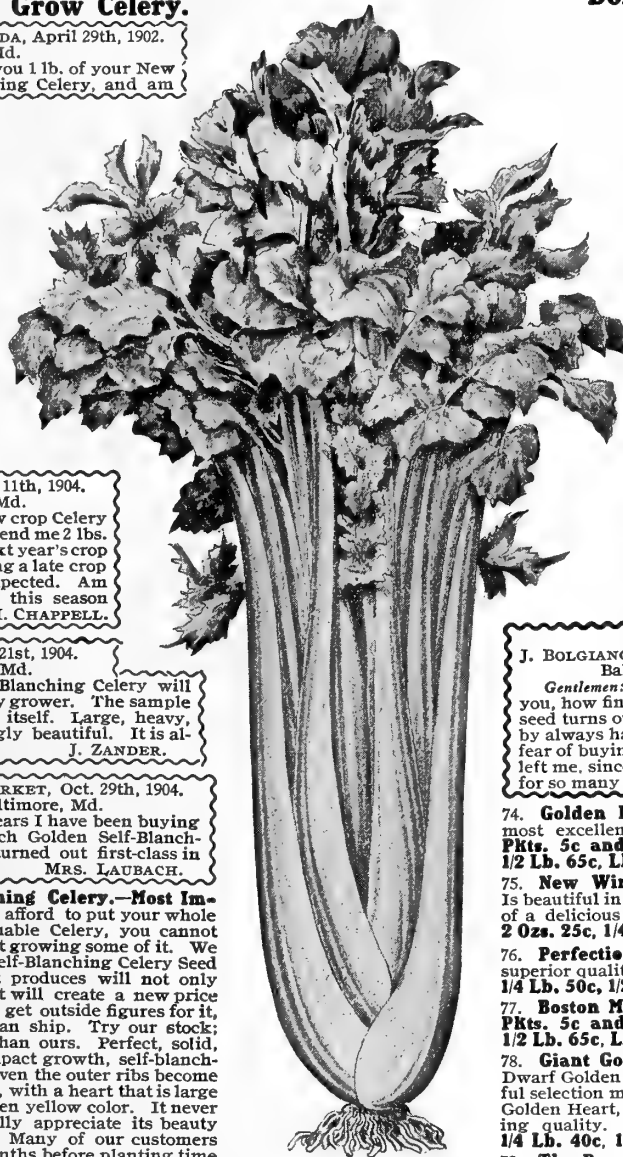 Grow Celery.
DA, April 29th, 1902.
Md.
you 1 lb. of your New
ing Celery, and am
11th, 1904.
Md.
w crop Celery
end me 2 lbs.
xt year's crop
ng a late crop
pected. Am
this season
I. CHAPPELL.
21st, 1904.
Md.
Blanching Celery will
y grower. The sample
itself. Large, heavy,
gly beautiful. It is al-
J. ZANDER.
RKET, Oct. 29th, 1904.
ltimore, Md.
ears I have been buying
ch Golden Self-Blanch-
turned out first-class in
MRS. LAUBACH.
hing Celery.—Most Im-
afford to put your whole
uable Celery, you cannot
t growing some of it. We
elf-Blanching Celery Seed
t produces will not only
t will create a new price
get outside figures for it,
an ship. Try our stock;
han ours. Perfect, solid,
mpact growth, self-blanch-
ven the outer ribs become
, with a heart that is large
en yellow color. It never
lly appreciate its beauty
Many of our customers
nths before planting time
J. BOLGIANO
Ba
Gentlemen:
you, how fin
seed turns o
by always ha
fear of buyin
left me, sinc
for so many
74. Golden
most excellen
Pkts. 5c and
1/2 Lb. 65c, L
75. New Win
Is beautiful in
of a delicious
2 Ozs. 25c, 1/4
76. Perfectio
superior qualit
1/4 Lb. 50c, 1/
77. Boston M
Pkts. 5c and
1/2 Lb. 65c, L
78. Giant Go
Dwarf Golden
ful selection m
Golden Heart,
ing quality.
1/4 Lb. 40c, 1